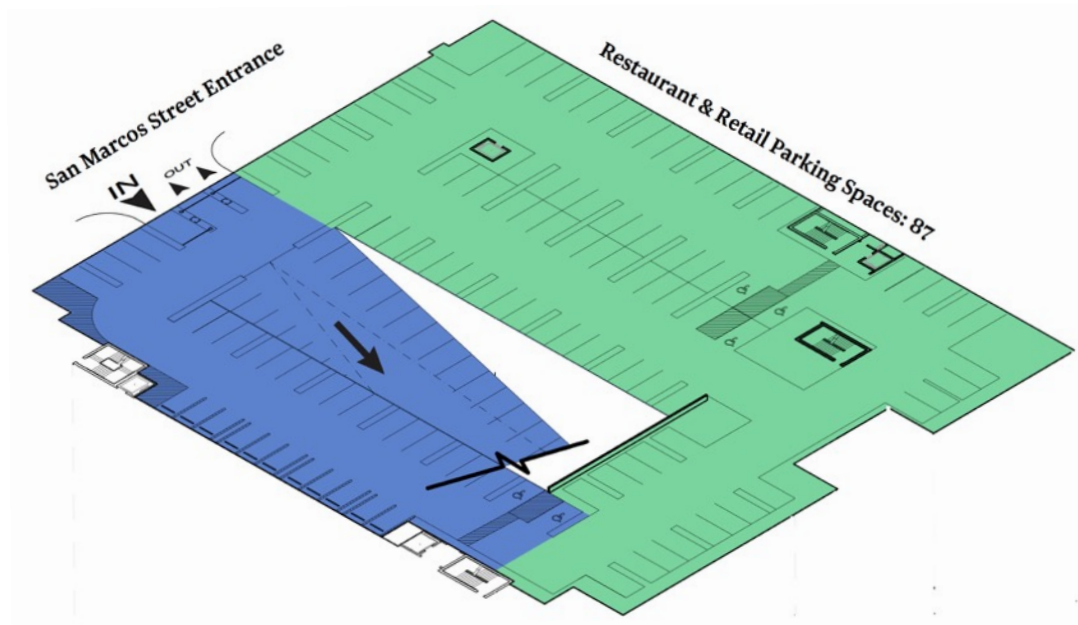 San Marcos Street Entrance
IN
OUT
Restaurant & Retail Parking Spaces: 87